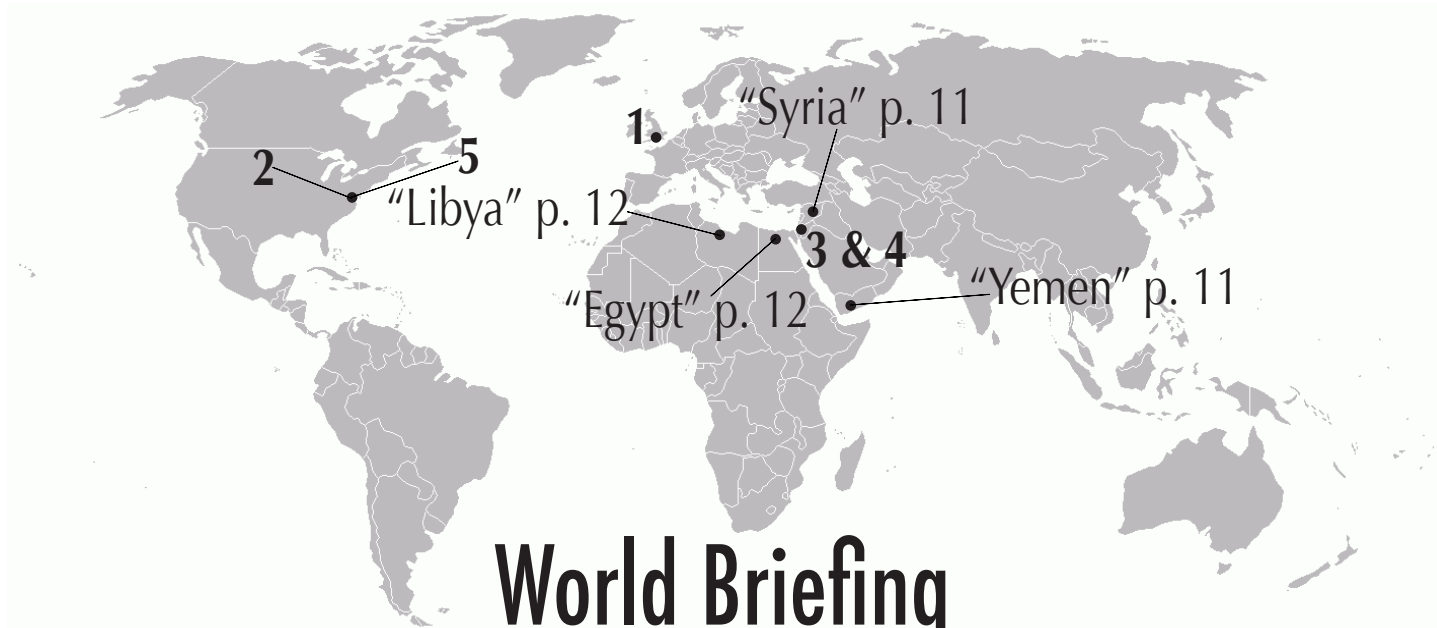 “Syria” p. 11
1
2
5
“Libya” p. 12
3 & 4
“Yemen” p. 11
“Egypt” p. 12
World Briefing